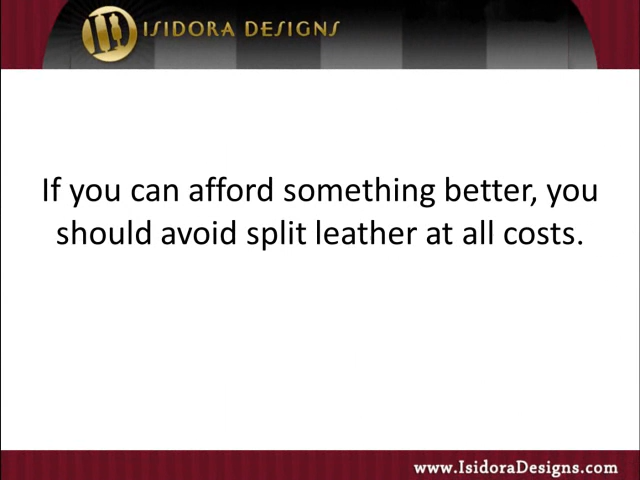 ISIDORA DESIGNS
If you can afford something better, you
should avoid split leather at all costs.
www.IsidoraDesigns.com